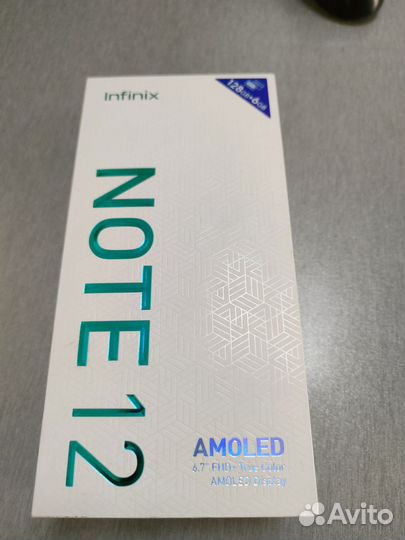 Infinix
128GB+6GB
NOTE 12
AMOLED
6.7" FHD+ True Color
AMOLED Display
Avito